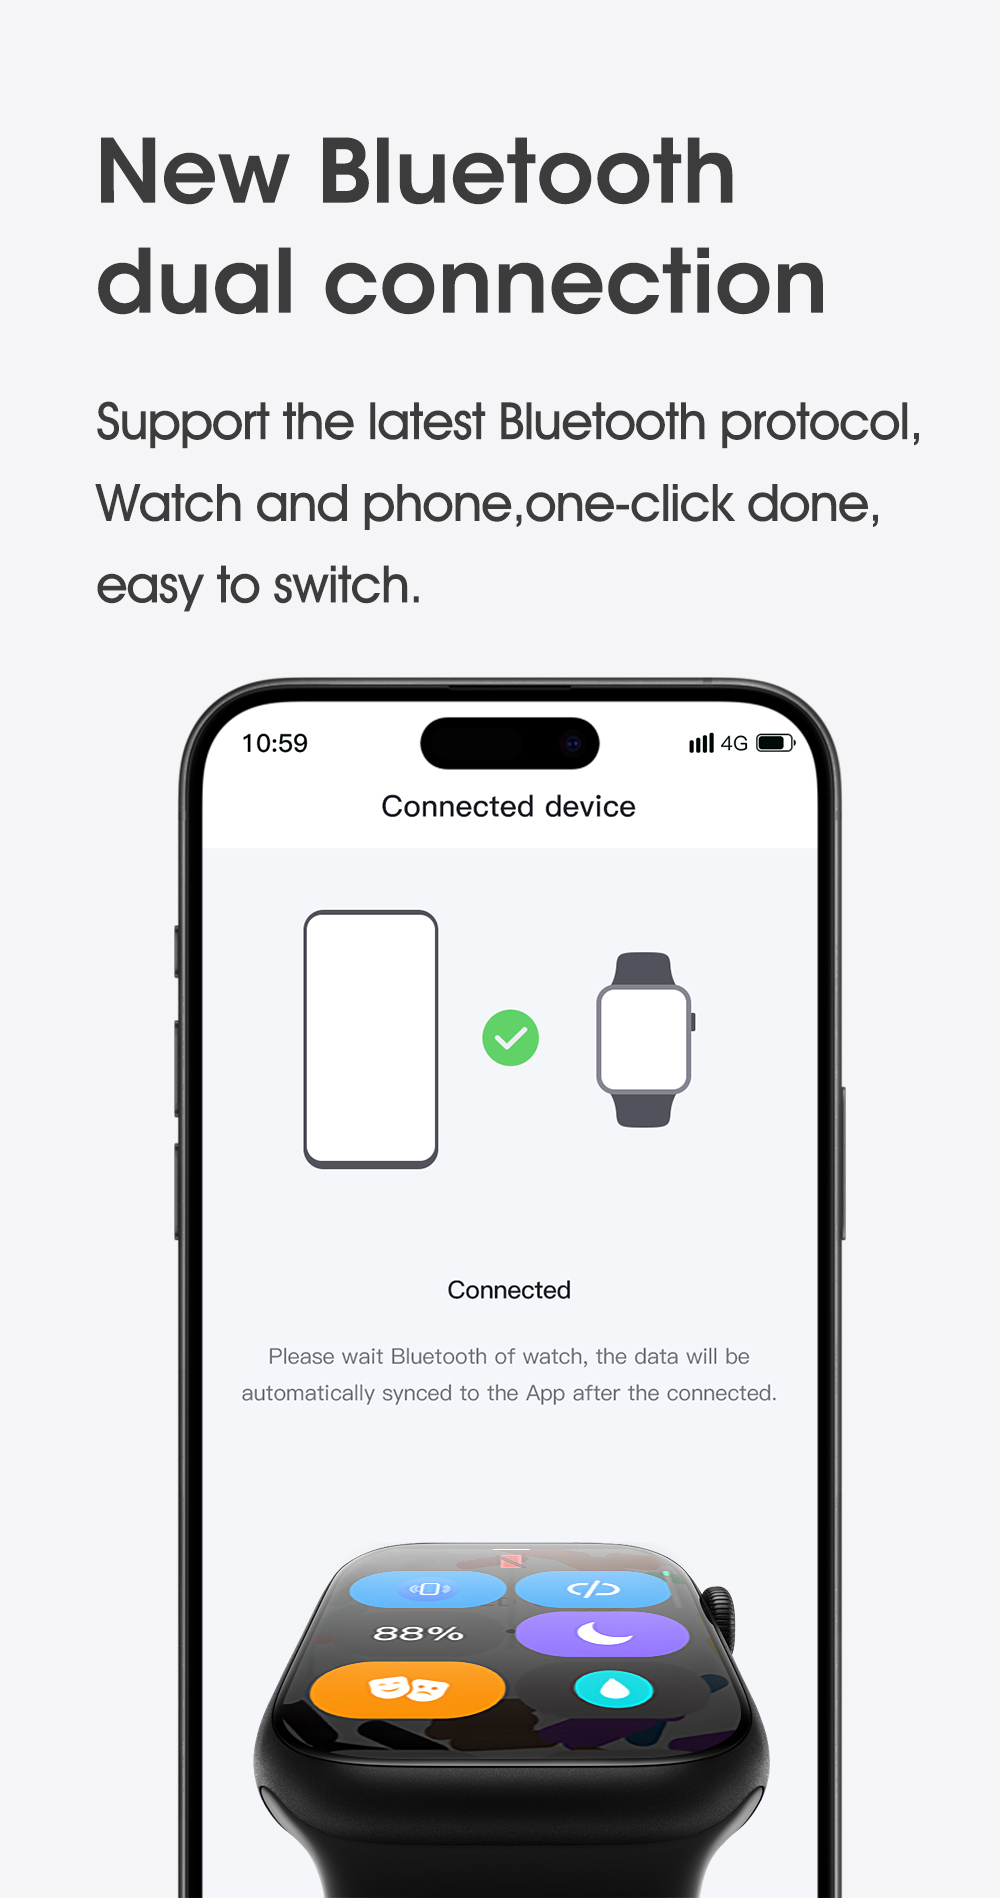 New Bluetooth
dual connection
Support the latest Bluetooth protocol,
Watch and phone,one-click done,
easy to switch.
10:59
4G
Connected device
Connected
Please wait Bluetooth of watch, the data will be
automatically synced to the App after the connected.
88%